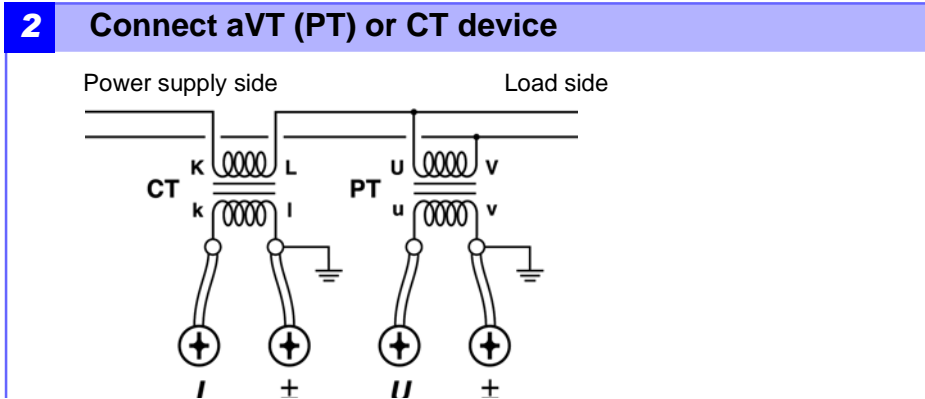 2 Connect aVT (PT) or CT device
Power supply side Load side
K L U V
CT PT
k l u v
I ± U ±